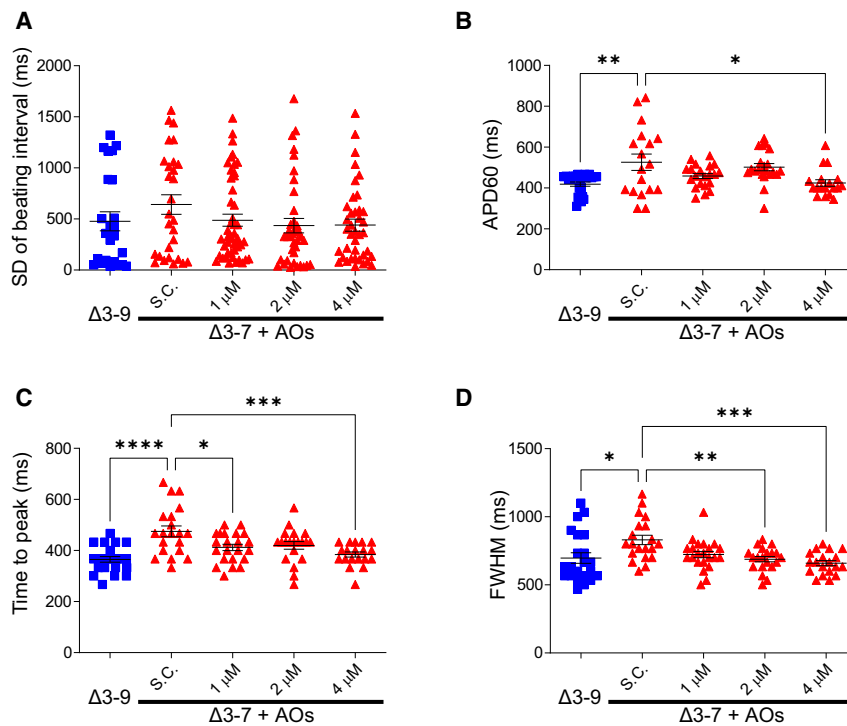 A
SD of beating interval (ms)
2000
1500
1000
500
0
Δ3-9
S.C.
1 μM
2 μM
4 μM
Δ3-7 + AOs
B
APD60 (ms)
1000
800
600
400
200
0
**
*
Δ3-9
S.C.
1 μM
2 μM
4 μM
Δ3-7 + AOs
C
Time to peak (ms)
800
600
400
200
0
***
****
*
Δ3-9
S.C.
1 μM
2 μM
4 μM
Δ3-7 + AOs
D
FWHM (ms)
1500
1000
500
0
***
*
**
Δ3-9
S.C.
1 μM
2 μM
4 μM
Δ3-7 + AOs